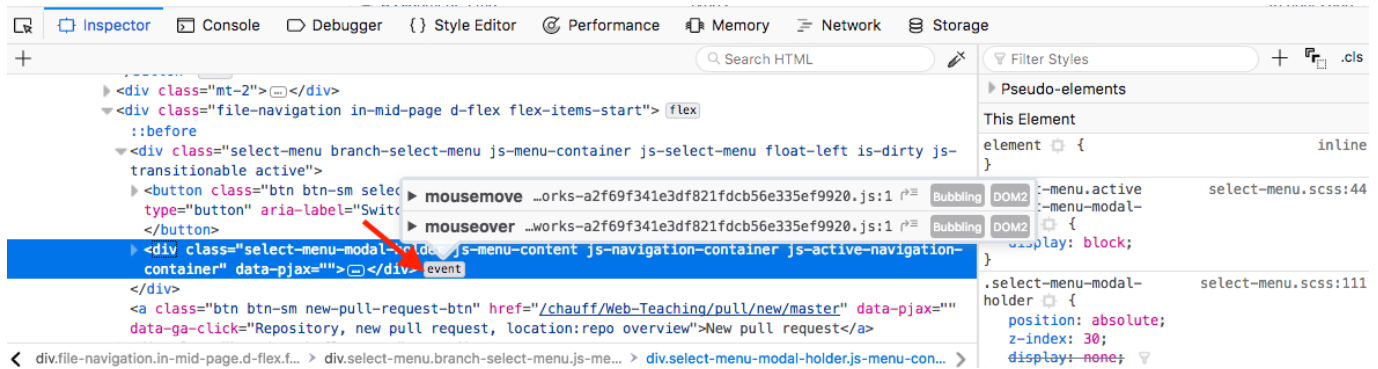 Inspector Console Debugger { } Style Editor Performance Memory Network Storage
+ Search HTML
<div class="mt-2"></div>
<div class="file-navigation in-mid-page d-flex flex-items-start"> flex
::before
<div class="select-menu branch-select-menu js-menu-container js-select-menu float-left is-dirty js-
transitionable active">
<button class="btn btn-sm selec
type="button" aria-label="Switc
</button>
mousemove …orks-a2f69f341e3df821fdcb56e335ef9920.js:1 Bubbling DOM2
mouseover …works-a2f69f341e3df821fdcb56e335ef9920.js:1 Bubbling DOM2
<div class="select-menu-modal-holder js-menu-content js-navigation-container js-active-navigation-
container" data-pjax=""></div> event
</div>
<a class="btn btn-sm new-pull-request-btn" href="/chauff/Web-Teaching/pull/new/master" data-pjax=""
data-ga-click="Repository, new pull request, location:repo overview">New pull request</a>
div.file-navigation.in-mid-page.d-flex.f... > div.select-menu.branch-select-menu.js-me... > div.select-menu-modal-holder.js-menu-con... >
Filter Styles + .cls
Pseudo-elements
This Element
element { inline
}
-menu.active select-menu.scss:44
-menu-modal-
{
display: block;
}
.select-menu-modal- select-menu.scss:111
holder {
position: absolute;
z-index: 30;
display: none;